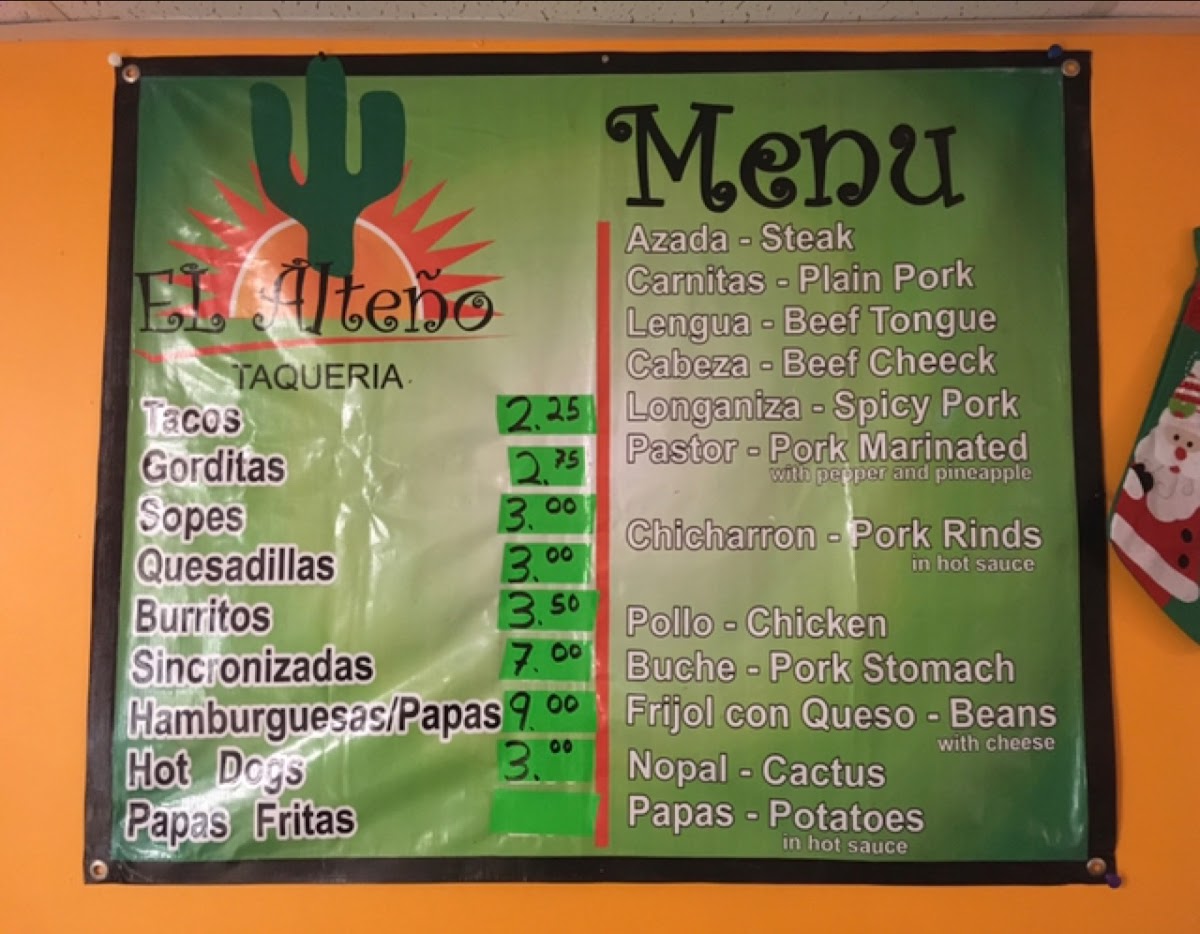 EL Alteño
TAQUERIA
Tacos 2.25
Gorditas 2.75
Sopes 3.00
Quesadillas 3.00
Burritos 3.50
Sincronizadas 7.00
Hamburguesas/Papas 9.00
Hot Dogs 3.00
Papas Fritas
Menu
Azada - Steak
Carnitas - Plain Pork
Lengua - Beef Tongue
Cabeza - Beef Cheeck
Longaniza - Spicy Pork
Pastor - Pork Marinated
with pepper and pineapple
Chicharron - Pork Rinds
in hot sauce
Pollo - Chicken
Buche - Pork Stomach
Frijol con Queso - Beans
with cheese
Nopal - Cactus
Papas - Potatoes
in hot sauce